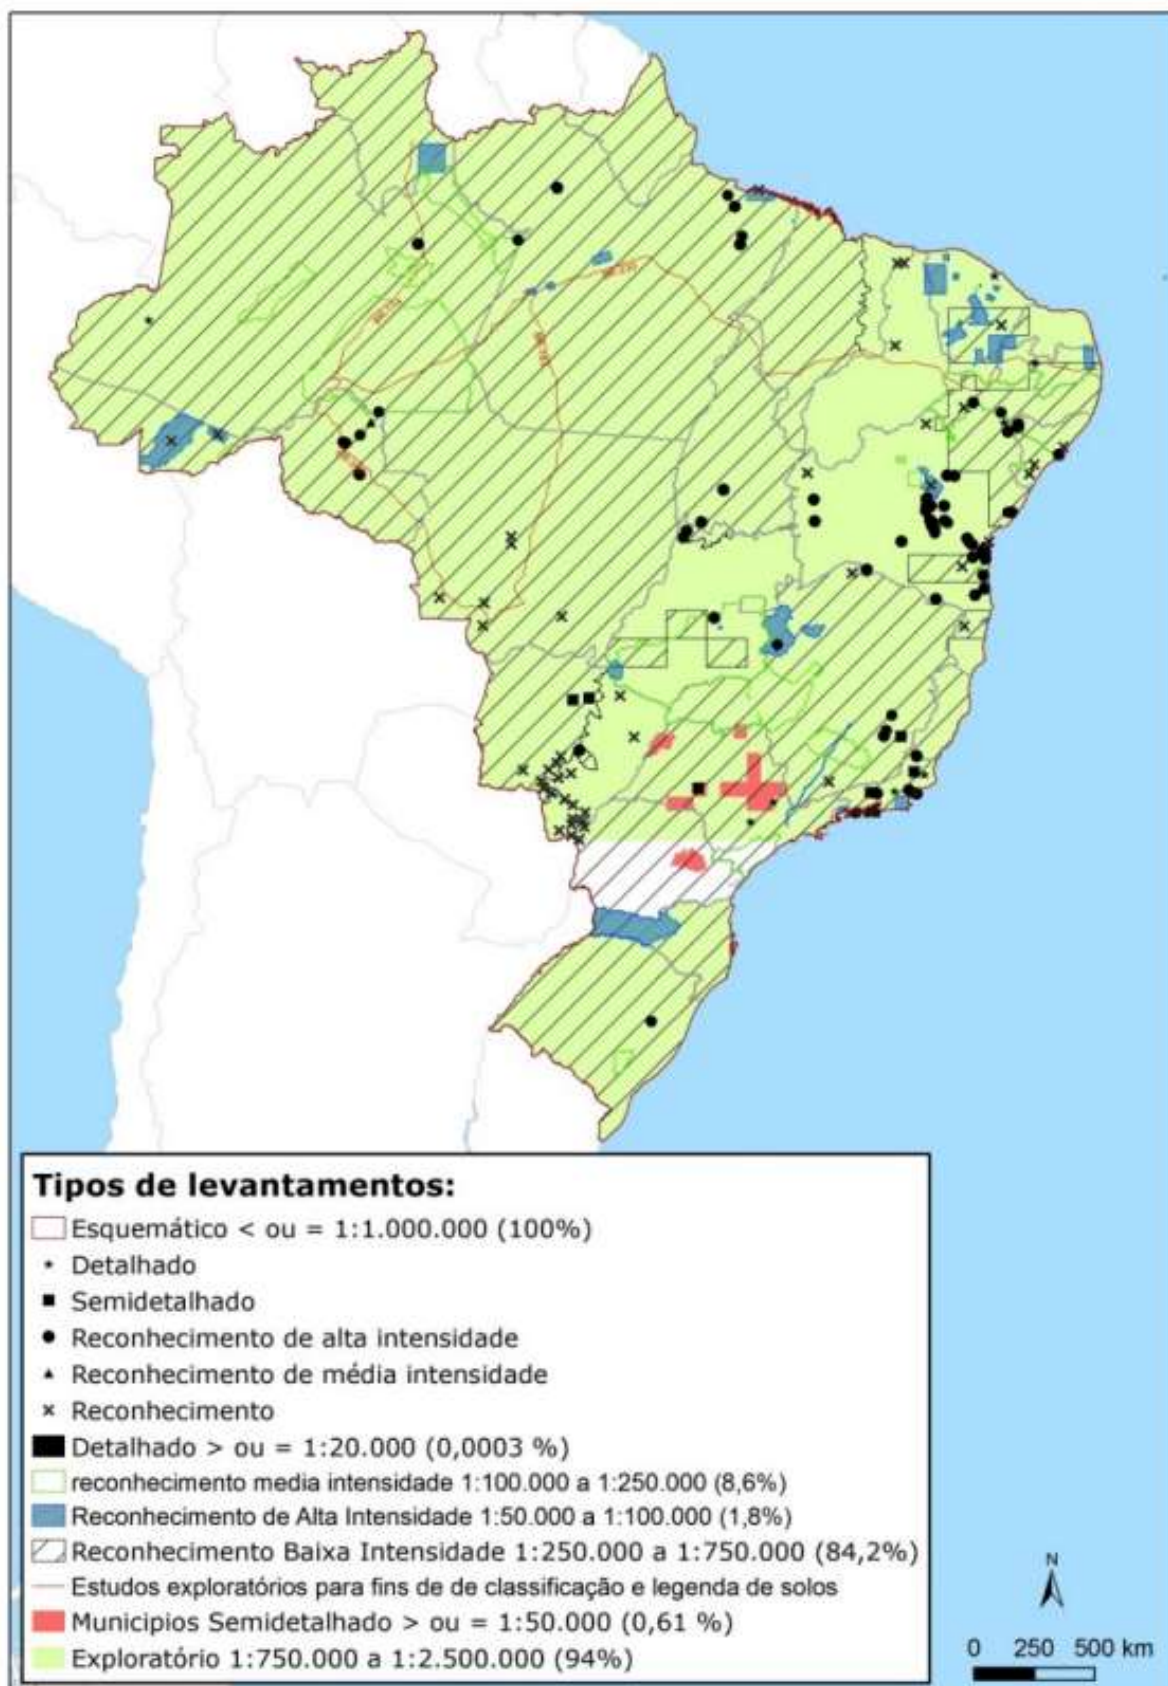 Tipos de levantamentos:
Esquemático < ou = 1:1.000.000 (100%)
Detalhado
Semidetalhado
Reconhecimento de alta intensidade
Reconhecimento de média intensidade
Reconhecimento
Detalhado > ou = 1:20.000 (0,0003 %)
reconhecimento media intensidade 1:100.000 a 1:250.000 (8,6%)
Reconhecimento de Alta Intensidade 1:50.000 a 1:100.000 (1,8%)
Reconhecimento Baixa Intensidade 1:250.000 a 1:750.000 (84,2%)
Estudos exploratórios para fins de de classificação e legenda de solos
Municipios Semidetalhado > ou = 1:50.000 (0,61 %)
Exploratório 1:750.000 a 1:2.500.000 (94%)
N
0 250 500 km